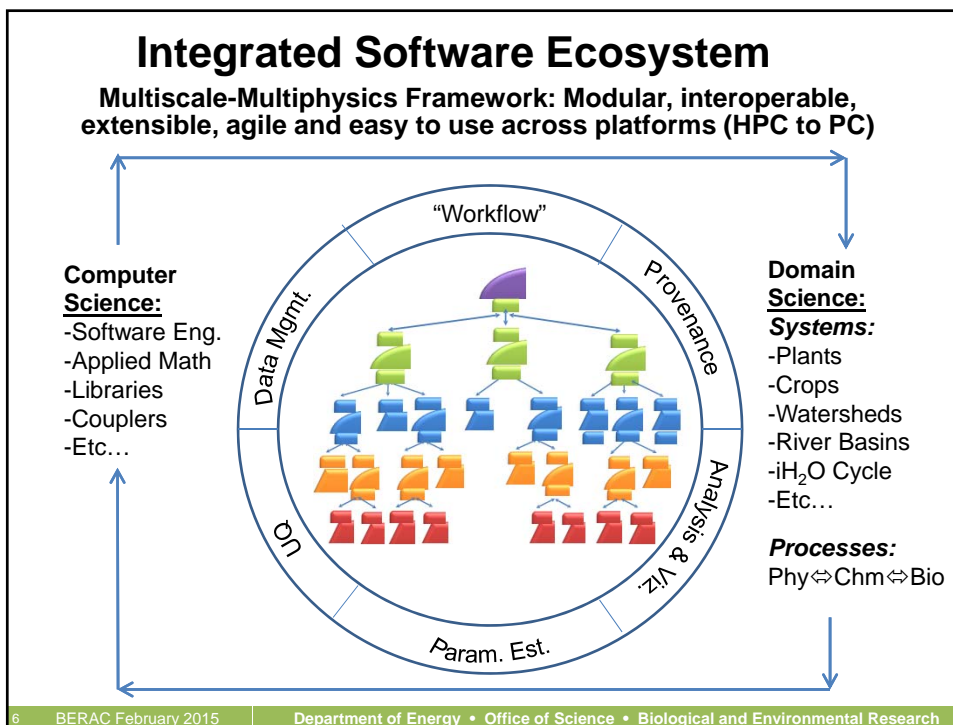 Integrated Software Ecosystem
Multiscale-Multiphysics Framework: Modular, interoperable,
extensible, agile and easy to use across platforms (HPC to PC)
“Workflow”
Provenance
Analysis & Viz.
Param. Est.
UQ
Data Mgmt.
Computer
Science:
-Software Eng.
-Applied Math
-Libraries
-Couplers
-Etc…
Domain
Science:
Systems:
-Plants
-Crops
-Watersheds
-River Basins
-iH₂O Cycle
-Etc…
Processes:
Phy⇔Chm⇔Bio
6 BERAC February 2015 Department of Energy • Office of Science • Biological and Environmental Research